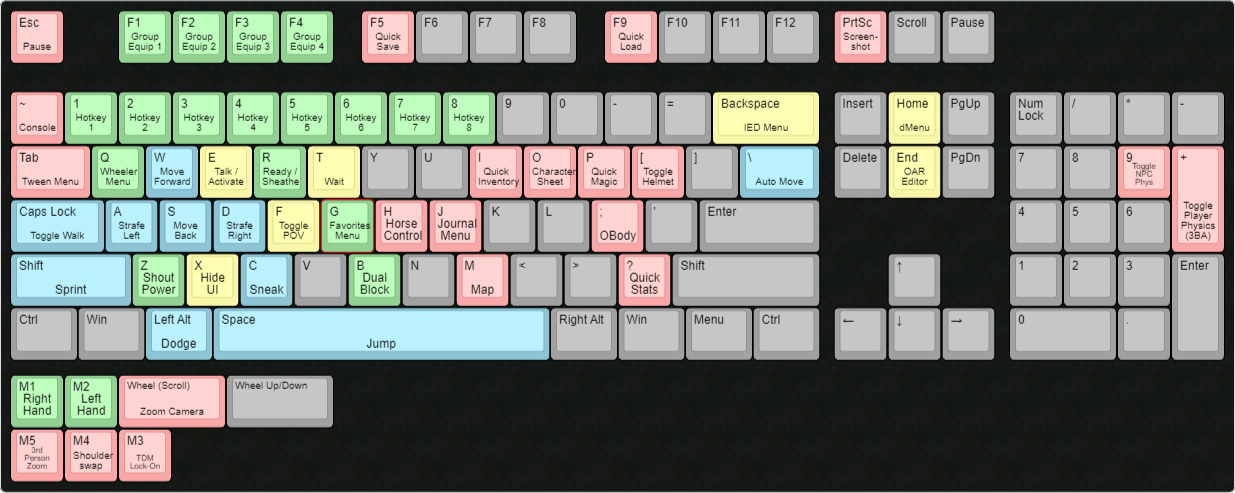 Esc
Pause
F1
Group
Equip 1
F2
Group
Equip 2
F3
Group
Equip 3
F4
Group
Equip 4
F5
Quick
Save
F6
F7
F8
F9
Quick
Load
F10
F11
F12
PrtSc
Screen-
shot
Scroll
Pause
~
Console
1
Hotkey
1
2
Hotkey
2
3
Hotkey
3
4
Hotkey
4
5
Hotkey
5
6
Hotkey
6
7
Hotkey
7
8
Hotkey
8
9
0
-
=
Backspace
IED Menu
Insert
Home
dMenu
PgUp
Num
Lock
/
*
-
Tab
Tween Menu
Q
Wheeler
Menu
W
Move
Forward
E
Talk /
Activate
R
Ready /
Sheathe
T
Wait
Y
U
I
Quick
Inventory
O
Character
Sheet
P
Quick
Magic
[
Toggle
Helmet
]
\
Auto Move
Delete
End
OAR
Editor
PgDn
7
8
9
Toggle
NPC
Phys
+
Toggle
Player
Physics
(3BA)
Caps Lock
Toggle Walk
A
Strafe
Left
S
Move
Back
D
Strafe
Right
F
Toggle
POV
G
Favorites
Menu
H
Horse
Control
J
Journal
Menu
K
L
;
OBody
'
Enter
4
5
6
Shift
Sprint
Z
Shout
Power
X
Hide
UI
C
Sneak
V
B
Dual
Block
N
M
Map
<
>
?
Quick
Stats
Shift
↑
1
2
3
Enter
Ctrl
Win
Left Alt
Dodge
Space
Jump
Right Alt
Win
Menu
Ctrl
←
↓
→
0
.
M1
Right
Hand
M2
Left
Hand
Wheel (Scroll)
Zoom Camera
Wheel Up/Down
M5
3rd
Person
Zoom
M4
Shoulder
swap
M3
TDM
Lock-On